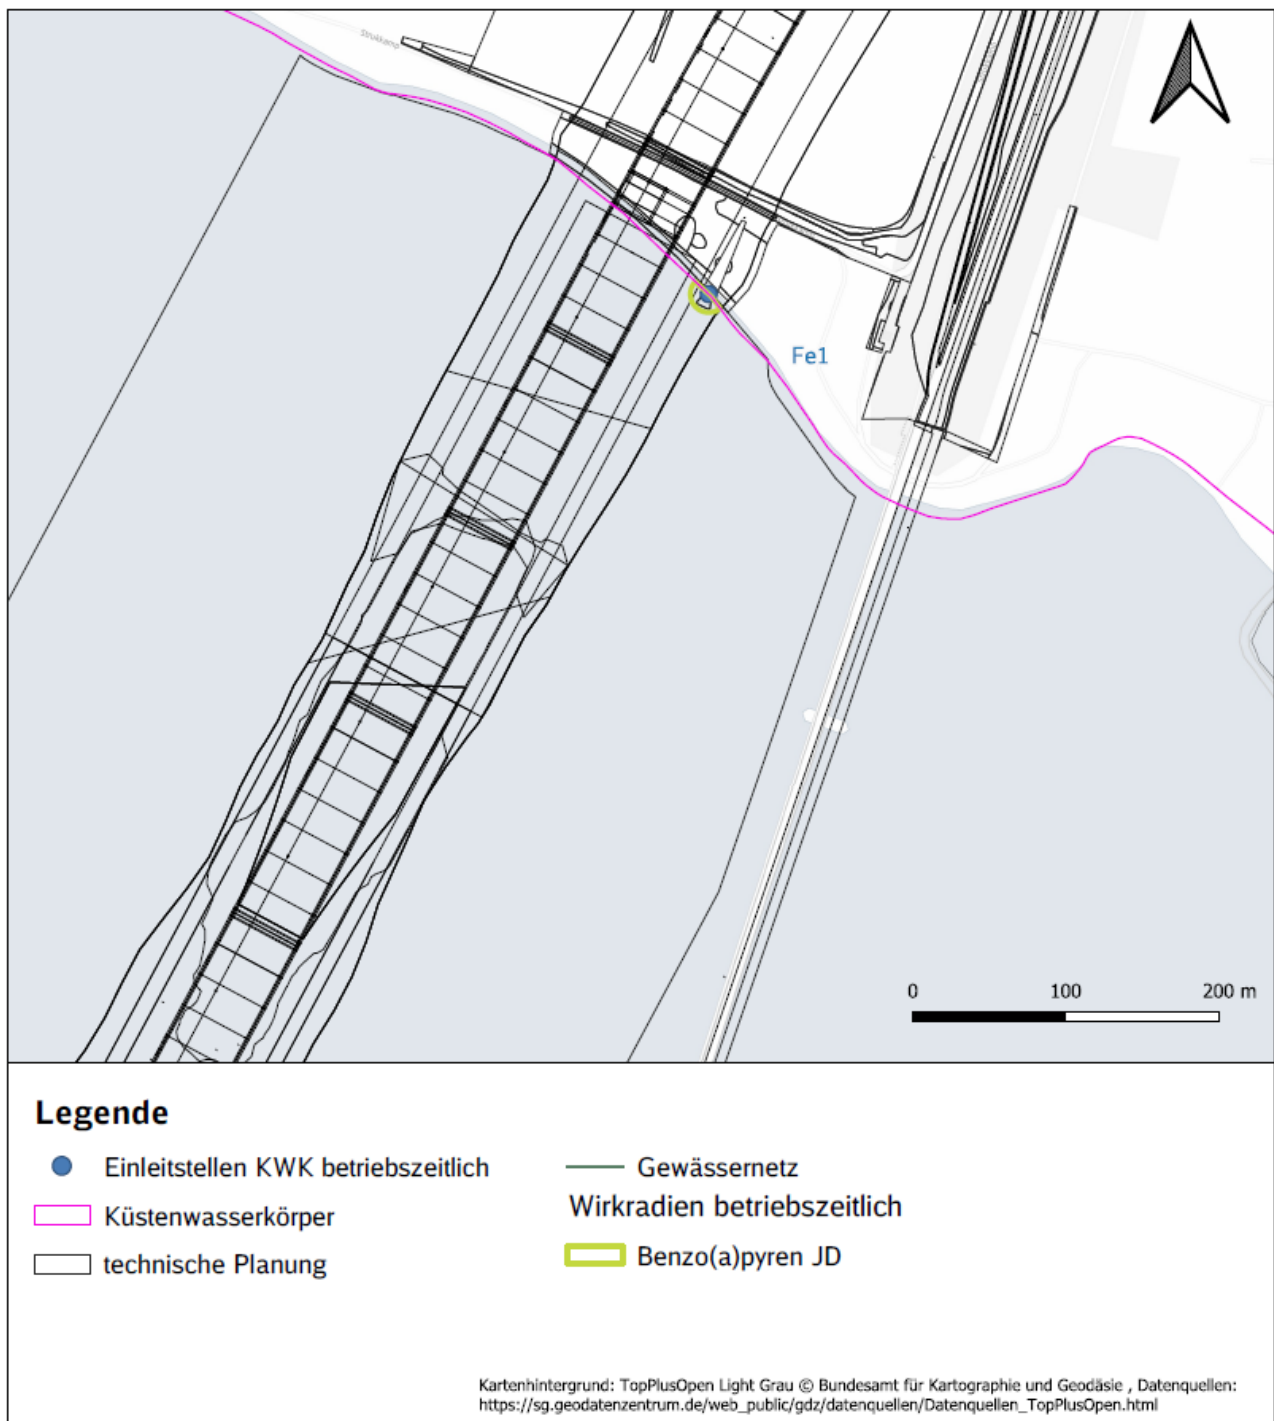 Strukkamp
Fe1
0 100 200 m
Legende
Einleitstellen KWK betriebszeitlich
Küstenwasserkörper
technische Planung
Gewässernetz
Wirkradien betriebszeitlich
Benzo(a)pyren JD
Kartenhintergrund: TopPlusOpen Light Grau © Bundesamt für Kartographie und Geodäsie , Datenquellen:
https://sg.geodatenzentrum.de/web_public/gdz/datenquellen/Datenquellen_TopPlusOpen.html